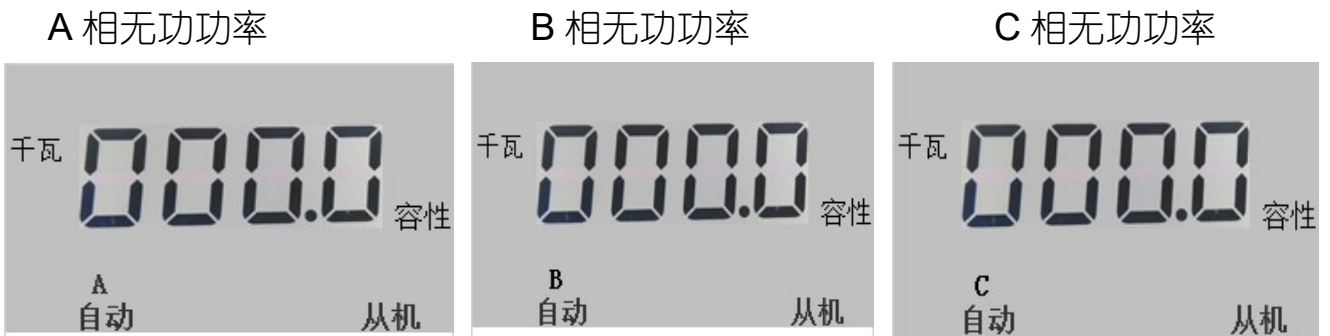 A 相无功功率
B 相无功功率
C 相无功功率
千瓦
000.0
容性
A
自动
从机
千瓦
000.0
容性
B
自动
从机
千瓦
000.0
容性
C
自动
从机